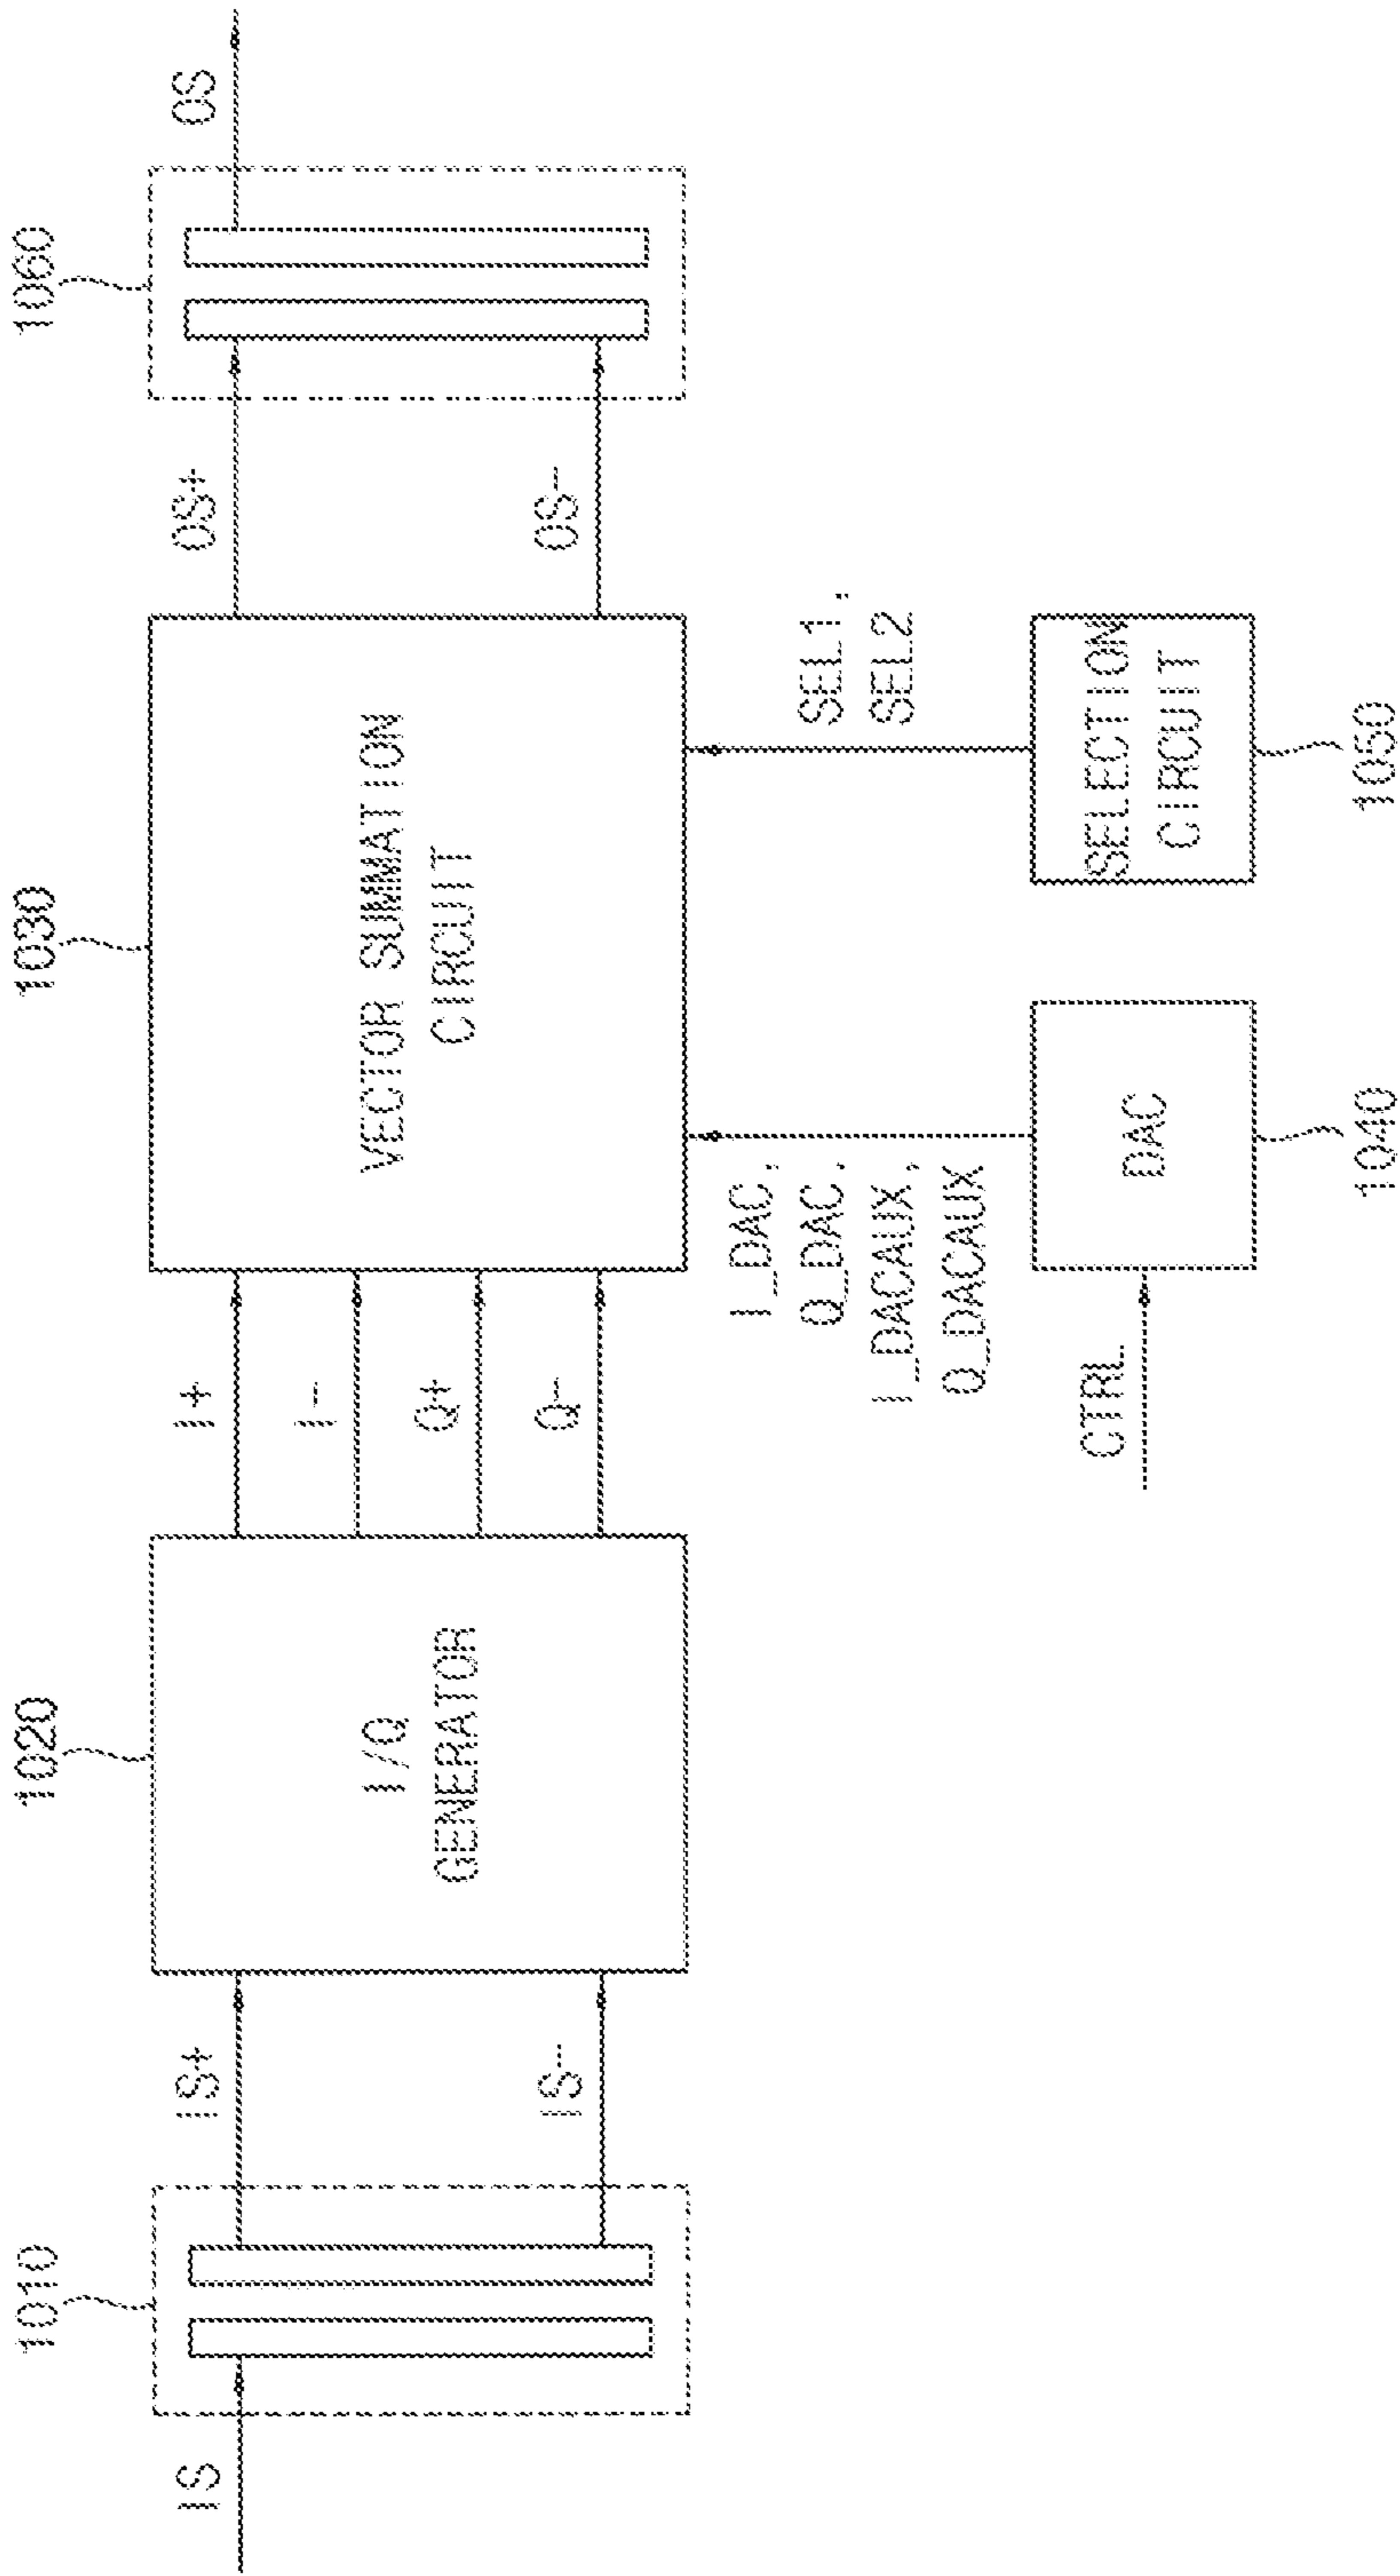 1010
1020
1030
1060
IS
IS+
IS-
I/Q
GENERATOR
I+
I-
Q+
Q-
VECTOR SUMMATION
CIRCUIT
OS+
OS-
OS
I_DAC,
Q_DAC,
I_DACAUX,
Q_DACAUX
SEL1,
SEL2
CTRL
DAC
SELECTION
CIRCUIT
1040
1050